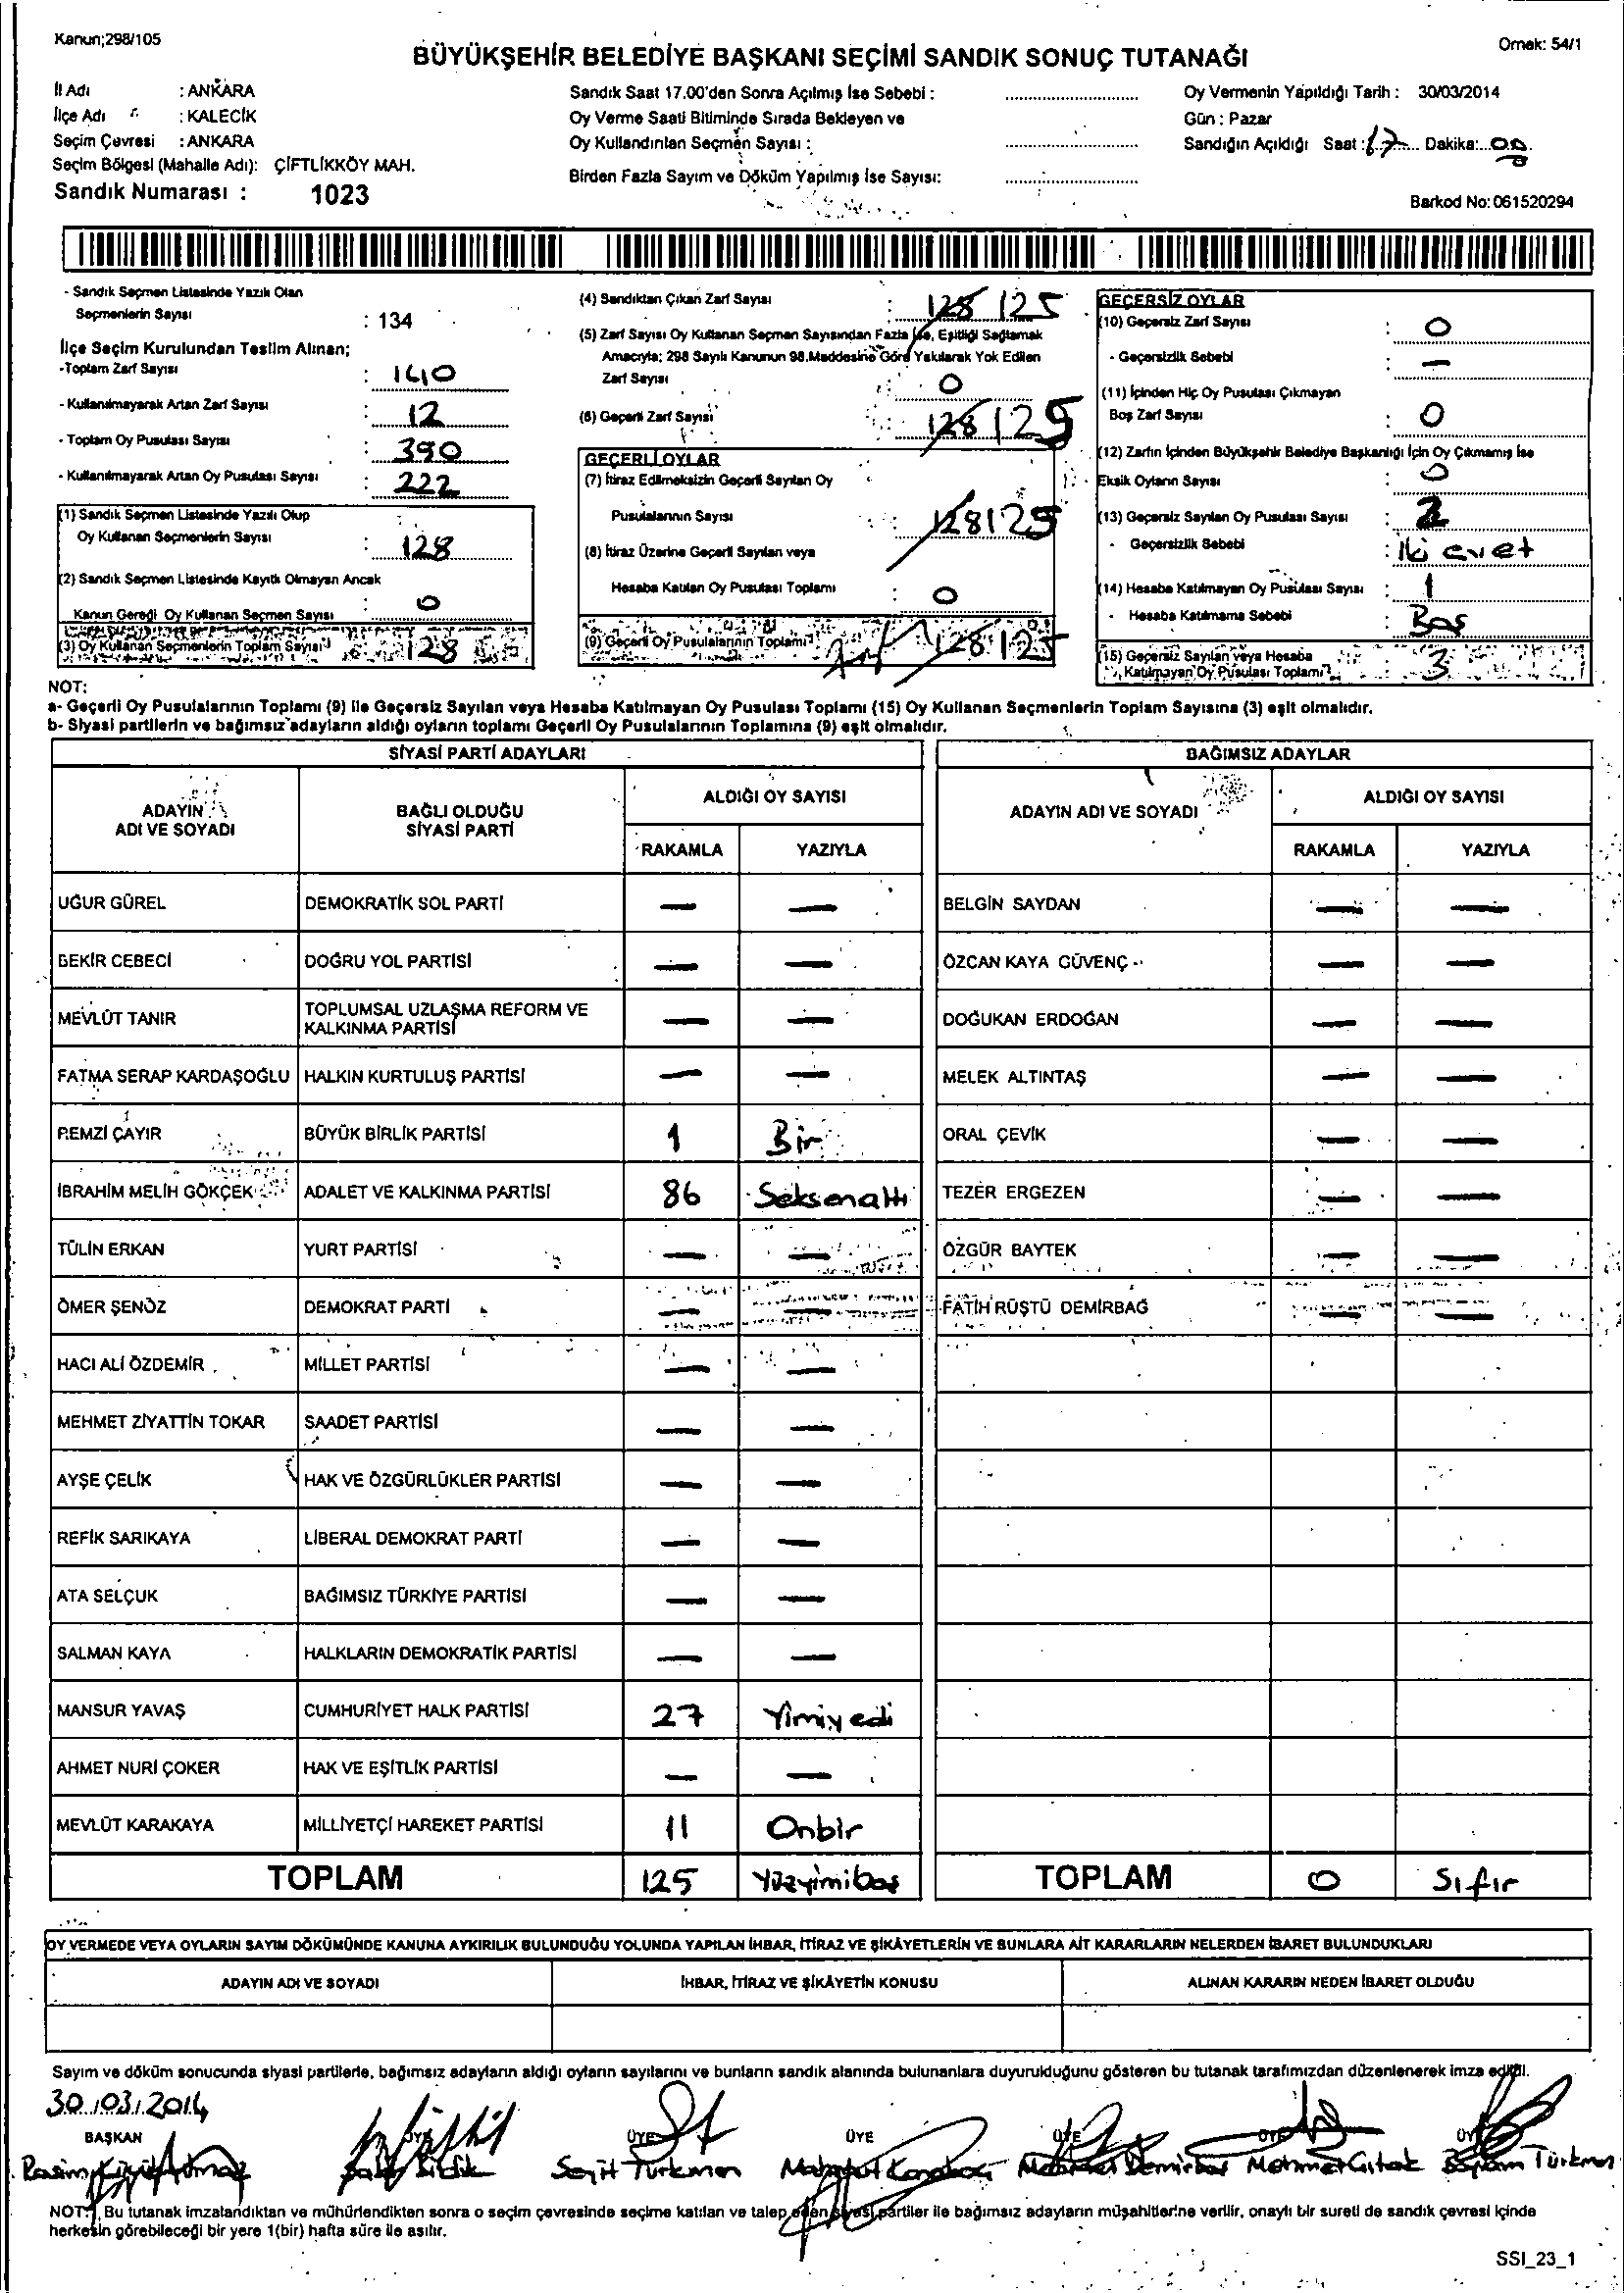 Kanun;298/105
Örnek: 54/1
BÜYÜKŞEHİR BELEDİYE BAŞKANI SEÇİMİ SANDIK SONUÇ TUTANAĞI
İl Adı : ANKARA
İlçe Adı : KALECİK
Seçim Çevresi : ANKARA
Seçim Bölgesi (Mahalle Adı): ÇİFTLİKKÖY MAH.
Sandık Numarası : 1023
Sandık Saat 17.00'den Sonra Açılmış İse Sebebi :
Oy Verme Saati Bitiminde Sırada Bekleyen ve
Oy Kullandırılan Seçmen Sayısı :
Birden Fazla Sayım ve Döküm Yapılmış İse Sayısı:
Oy Vermenin Yapıldığı Tarih : 30/03/2014
Gün : Pazar
Sandığın Açıldığı Saat : 17 Dakika: 00
Barkod No: 061520294
- Sandık Seçmen Listesinde Yazılı Olan
Seçmenlerin Sayısı : 134
İlçe Seçim Kurulundan Teslim Alınan;
-Toplam Zarf Sayısı : 140
- Kullanılmayarak Artan Zarf Sayısı : 12
- Toplam Oy Pusulası Sayısı : 390
- Kullanılmayarak Artan Oy Pusulası Sayısı : 222
(1) Sandık Seçmen Listesinde Yazılı Olup
Oy Kullanan Seçmenlerin Sayısı : 128
(2) Sandık Seçmen Listesinde Kayıtlı Olmayan Ancak
Kanun Gereği Oy Kullanan Seçmen Sayısı : 0
(3) Oy Kullanan Seçmenlerin Toplam Sayısı 128
(4) Sandıktan Çıkan Zarf Sayısı : 128 125
(5) Zarf Sayısı Oy Kullanan Seçmen Sayısından Fazla İse, Eşitliği Sağlamak
Amacıyla; 298 Sayılı Kanunun 98.Maddesine Göre Yakılarak Yok Edilen
Zarf Sayısı : 0
(6) Geçerli Zarf Sayısı : 128 125
GEÇERLİ OYLAR
(7) İtiraz Edilmeksizin Geçerli Sayılan Oy
Pusulalarının Sayısı : 128 125
(8) İtiraz Üzerine Geçerli Sayılan veya
Hesaba Katılan Oy Pusulası Toplamı : 0
(9) Geçerli Oy Pusulalarının Toplamı 128 125
GEÇERSİZ OYLAR
(10) Geçersiz Zarf Sayısı : 0
- Geçersizlik Sebebi : —
(11) İçinden Hiç Oy Pusulası Çıkmayan
Boş Zarf Sayısı : 0
(12) Zarfın İçinden Büyükşehir Belediye Başkanlığı İçin Oy Çıkmamış İse
Eksik Oyların Sayısı : 0
(13) Geçersiz Sayılan Oy Pusulası Sayısı : 2
- Geçersizlik Sebebi : iki evet
(14) Hesaba Katılmayan Oy Pusulası Sayısı : 1
- Hesaba Katılmama Sebebi : Boş
(15) Geçersiz Sayılan veya Hesaba
Katılmayan Oy Pusulası Toplamı : 3
NOT:
a- Geçerli Oy Pusulalarının Toplamı (9) ile Geçersiz Sayılan veya Hesaba Katılmayan Oy Pusulası Toplamı (15) Oy Kullanan Seçmenlerin Toplam Sayısına (3) eşit olmalıdır.
b- Siyasi partilerin ve bağımsız adayların aldığı oyların toplamı Geçerli Oy Pusulalarının Toplamına (9) eşit olmalıdır.
SİYASİ PARTİ ADAYLARI
ADAYIN ADI VE SOYADI BAĞLI OLDUĞU SİYASİ PARTİ ALDIĞI OY SAYISI
RAKAMLA YAZIYLA
UĞUR GÜREL DEMOKRATİK SOL PARTİ — —
BEKİR CEBECİ DOĞRU YOL PARTİSİ — —
MEVLÜT TANIR TOPLUMSAL UZLAŞMA REFORM VE KALKINMA PARTİSİ — —
FATMA SERAP KARDAŞOĞLU HALKIN KURTULUŞ PARTİSİ — —
REMZİ ÇAYIR BÜYÜK BİRLİK PARTİSİ 1 Bir
İBRAHİM MELİH GÖKÇEK ADALET VE KALKINMA PARTİSİ 86 Seksenaltı
TÜLİN ERKAN YURT PARTİSİ — —
ÖMER ŞENÖZ DEMOKRAT PARTİ — —
HACI ALİ ÖZDEMİR MİLLET PARTİSİ — —
MEHMET ZİYATTİN TOKAR SAADET PARTİSİ — —
AYŞE ÇELİK HAK VE ÖZGÜRLÜKLER PARTİSİ — —
REFİK SARIKAYA LİBERAL DEMOKRAT PARTİ — —
ATA SELÇUK BAĞIMSIZ TÜRKİYE PARTİSİ — —
SALMAN KAYA HALKLARIN DEMOKRATİK PARTİSİ — —
MANSUR YAVAŞ CUMHURİYET HALK PARTİSİ 27 Yimiyedi
AHMET NURİ ÇOKER HAK VE EŞİTLİK PARTİSİ — —
MEVLÜT KARAKAYA MİLLİYETÇİ HAREKET PARTİSİ 11 Onbir
TOPLAM 125 Yüzyimibeş
BAĞIMSIZ ADAYLAR
ADAYIN ADI VE SOYADI ALDIĞI OY SAYISI
RAKAMLA YAZIYLA
BELGİN SAYDAN — —
ÖZCAN KAYA GÜVENÇ — —
DOĞUKAN ERDOĞAN — —
MELEK ALTINTAŞ — —
ORAL ÇEVİK — —
TEZER ERGEZEN — —
ÖZGÜR BAYTEK — —
FATİH RÜŞTÜ DEMİRBAĞ — —
TOPLAM 0 Sıfır
OY VERMEDE VEYA OYLARIN SAYIM DÖKÜMÜNDE KANUNA AYKIRILIK BULUNDUĞU YOLUNDA YAPILAN İHBAR, İTİRAZ VE ŞİKÂYETLERİN VE BUNLARA AİT KARARLARIN NELERDEN İBARET BULUNDUKLARI
ADAYIN ADI VE SOYADI İHBAR, İTİRAZ VE ŞİKÂYETİN KONUSU ALINAN KARARIN NEDEN İBARET OLDUĞU
Sayım ve döküm sonucunda siyasi partilerle, bağımsız adayların aldığı oyların sayılarını ve bunların sandık alanında bulunanlara duyurulduğunu gösteren bu tutanak tarafımızdan düzenlenerek imza edildi.
30/03/2014
BAŞKAN ÜYE ÜYE ÜYE ÜYE ÜYE ÜYE
Rasim Seyit Türkmen Demirbaş Mehmet Türkmen
NOT: Bu tutanak imzalandıktan ve mühürlendikten sonra o seçim çevresinde seçime katılan ve talep eden siyasi partiler ile bağımsız adayların müşahitlerine verilir, onaylı bir sureti de sandık çevresi içinde
herkesin görebileceği bir yere 1(bir) hafta süre ile asılır.
SSI_23_1